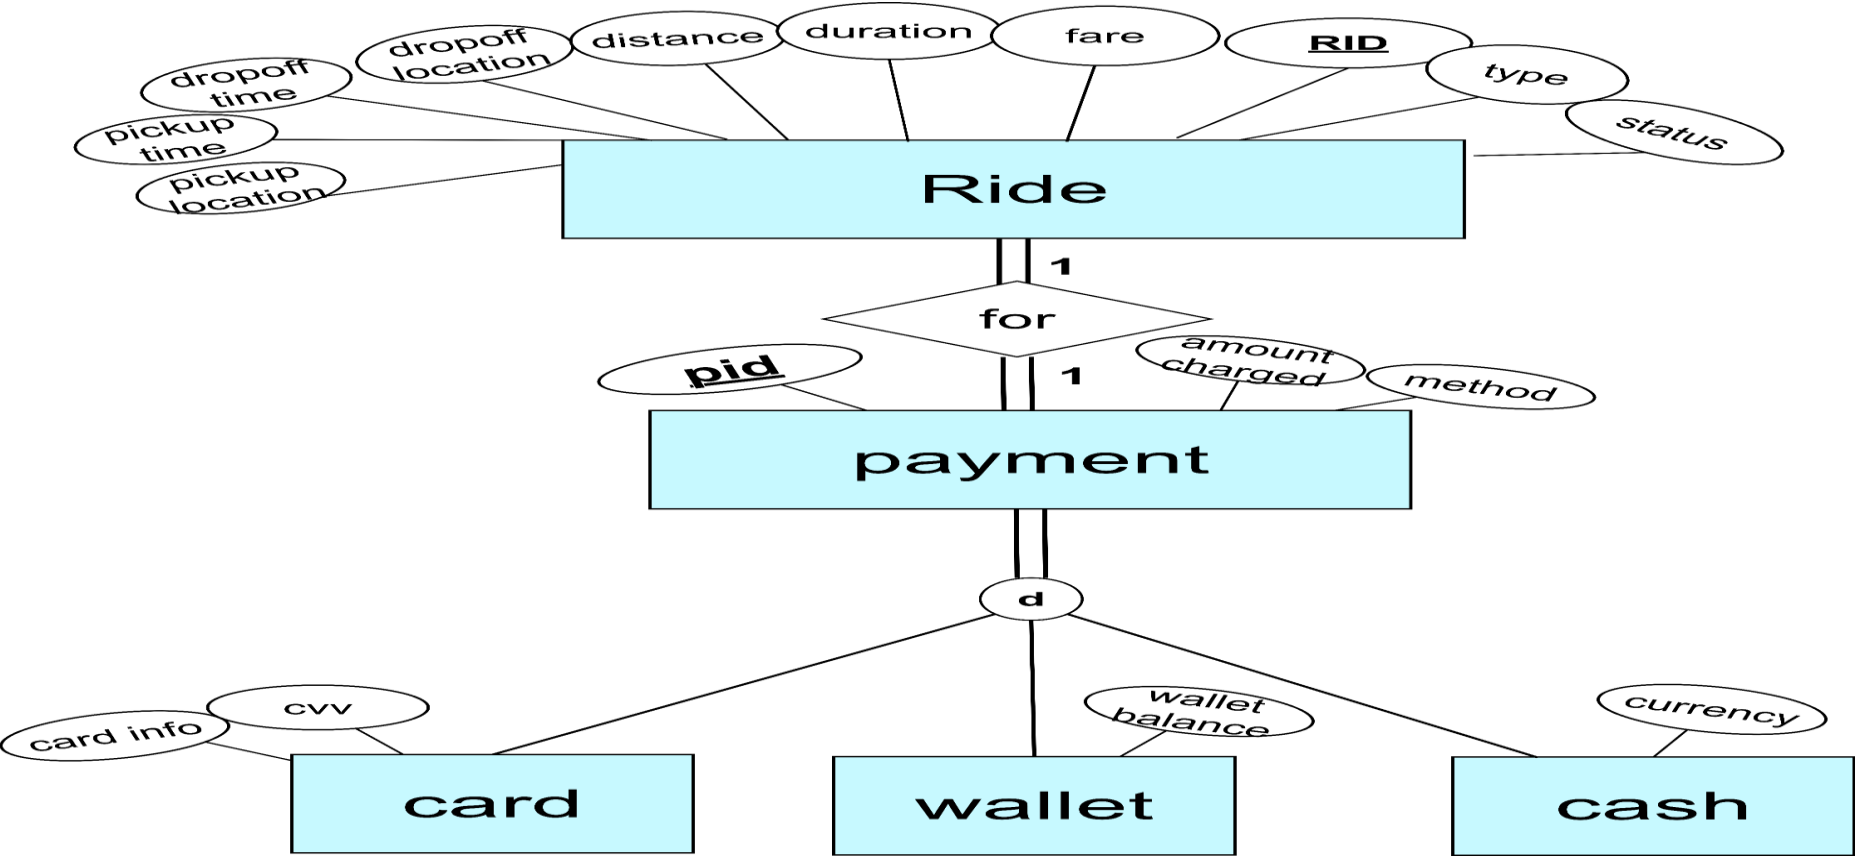 dropoff
time
dropoff
location
distance
duration
fare
RID
type
status
pickup
time
pickup
location
Ride
1
for
1
pid
amount
charged
method
payment
d
card info
cvv
wallet
balance
currency
card
wallet
cash